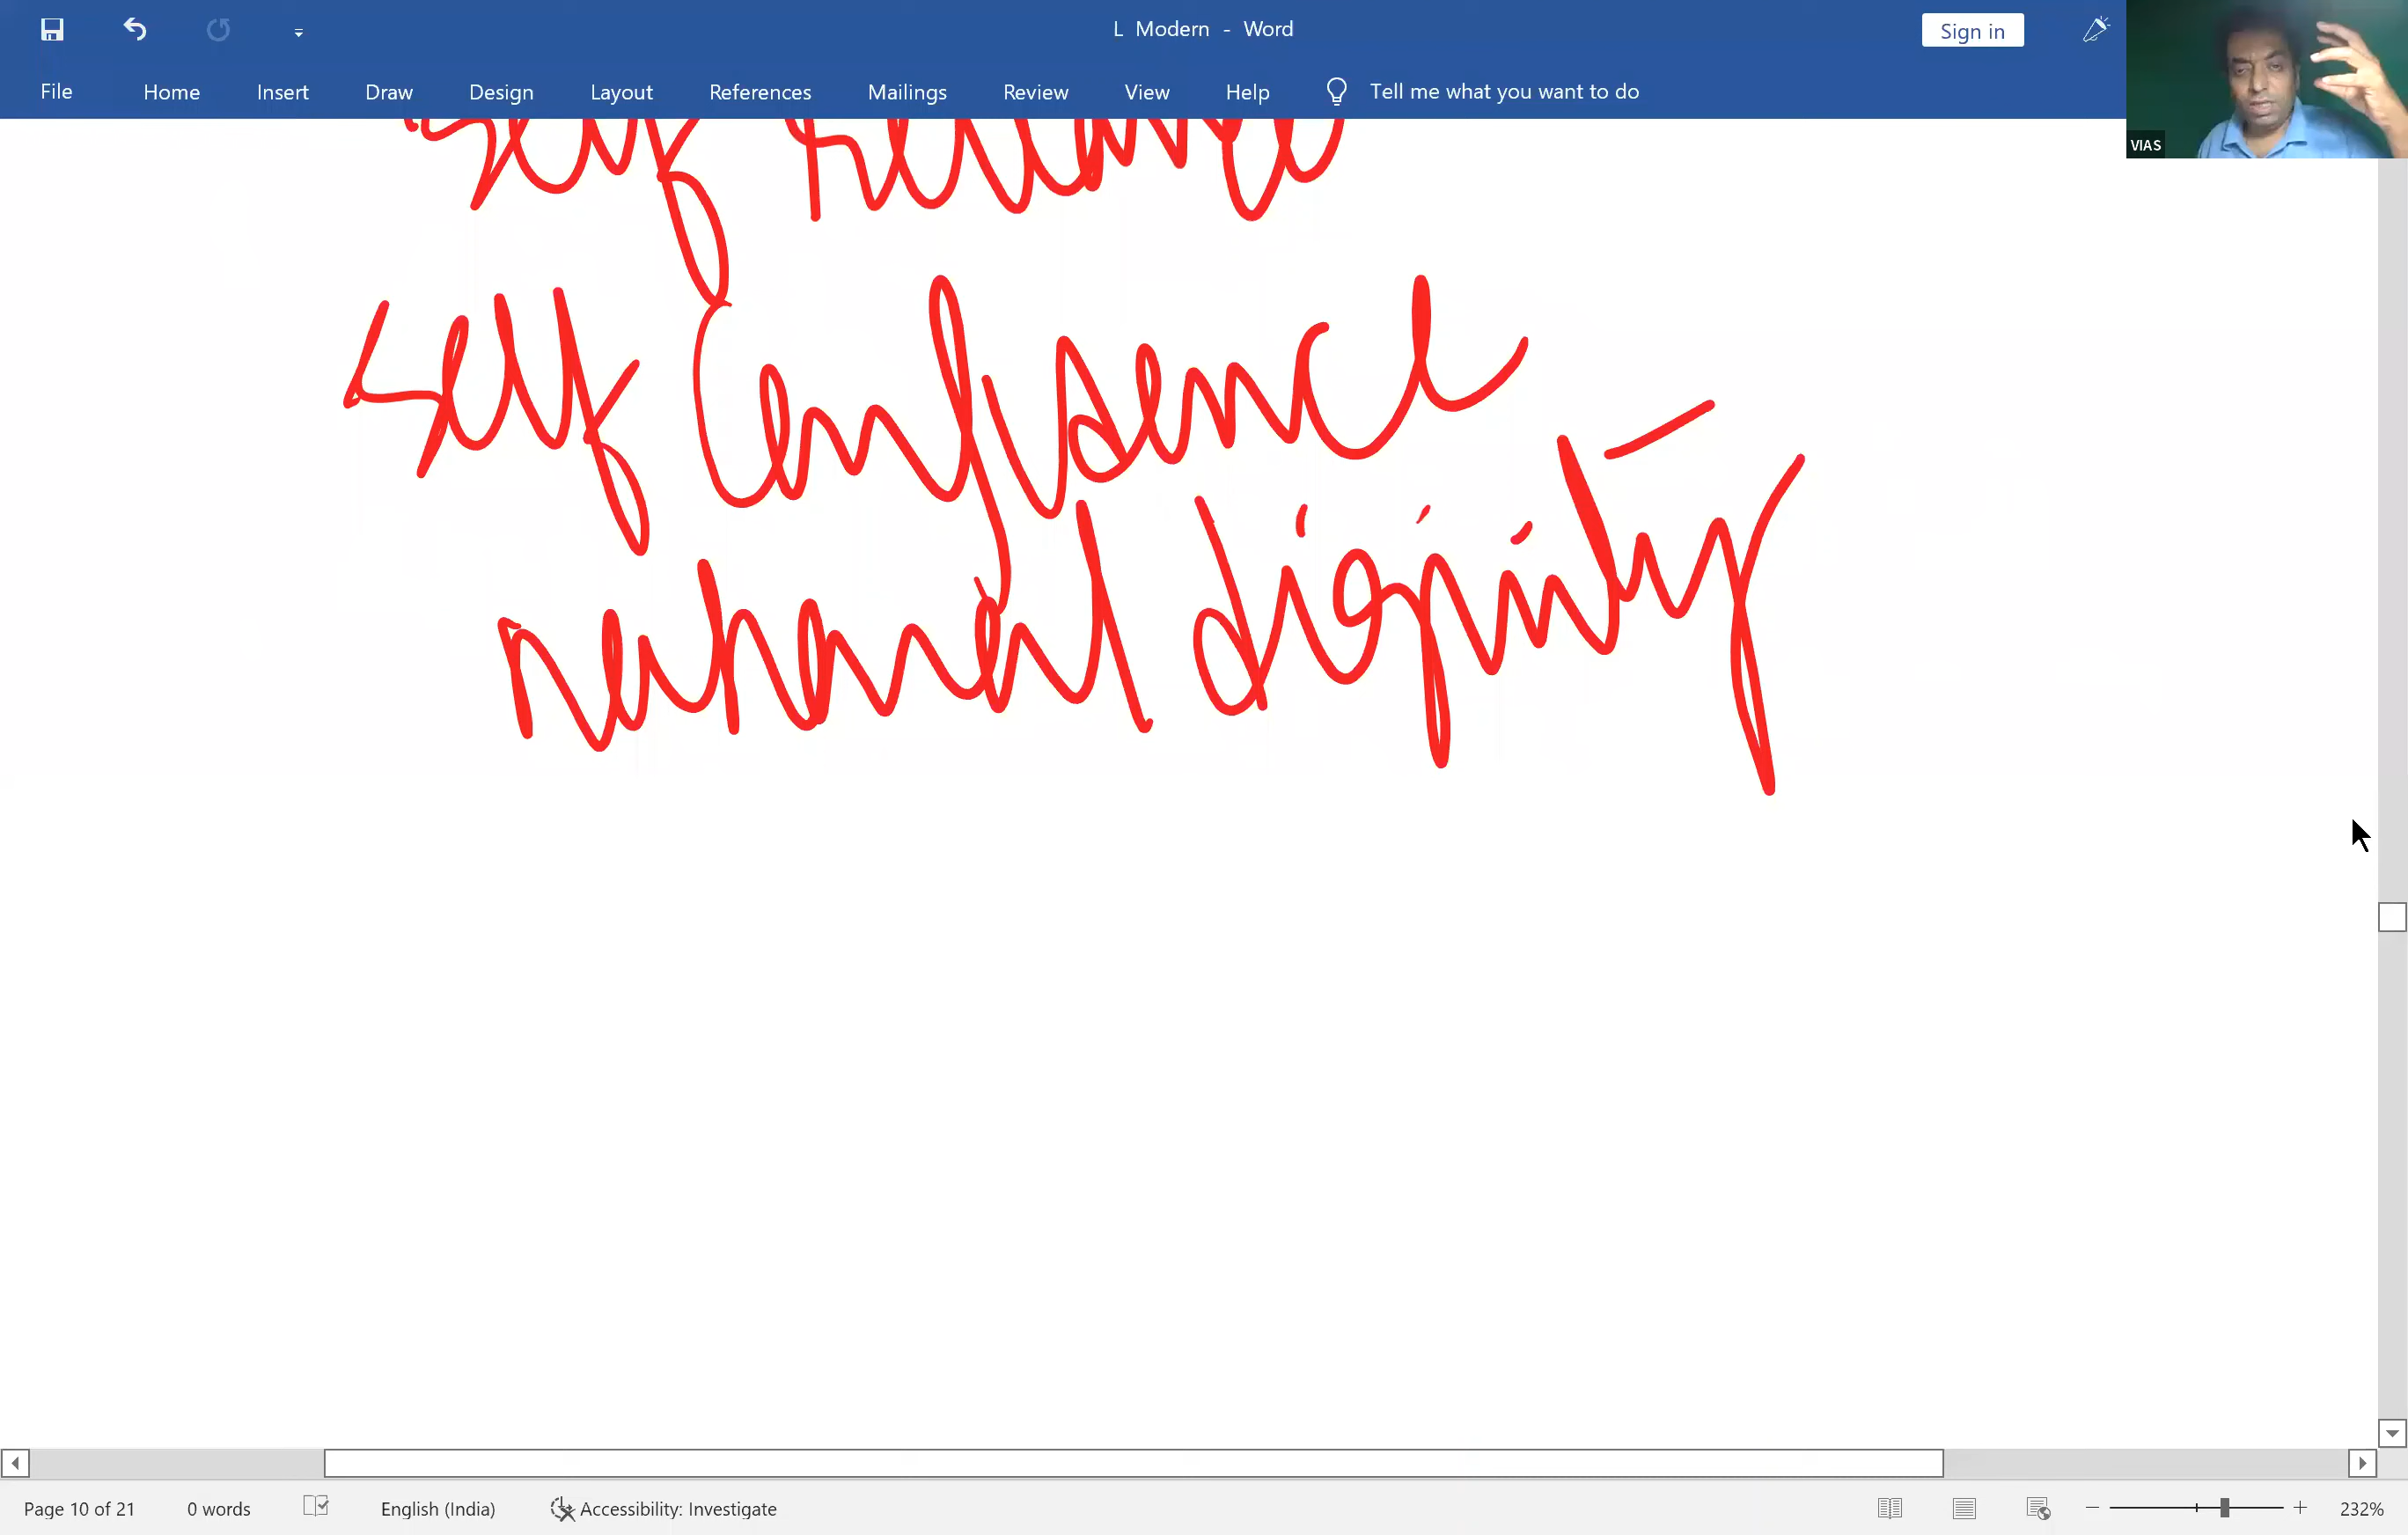 L Modern - Word
Sign in
File Home Insert Draw Design Layout References Mailings Review View Help Tell me what you want to do
VIAS
Self Reliance
Self Confidence
national dignity
Page 10 of 21 0 words English (India) Accessibility: Investigate 232%